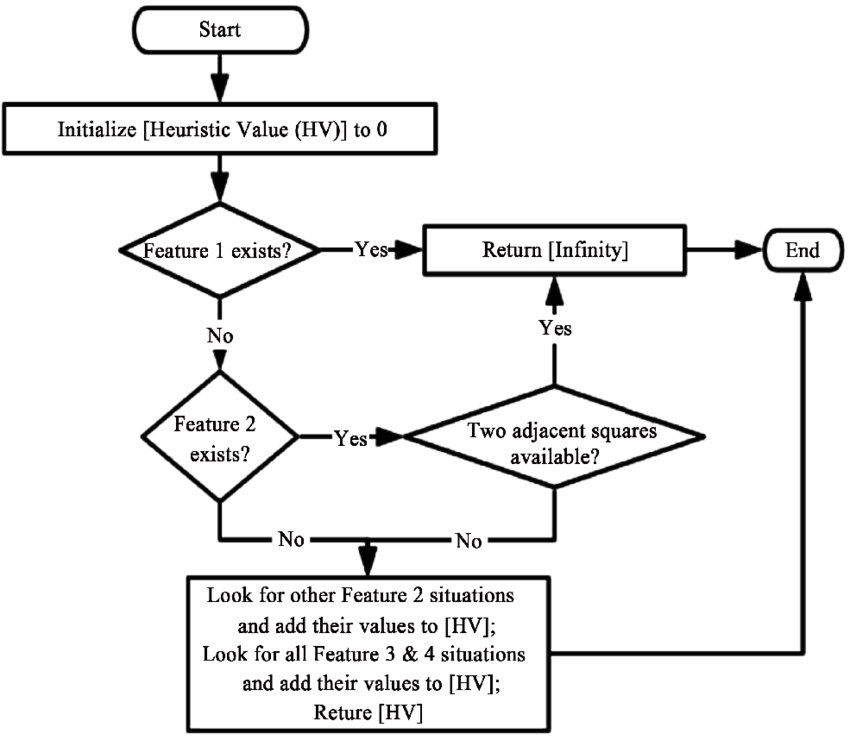 Start
Initialize [Heuristic Value (HV)] to 0
Feature 1 exists?
Yes
Return [Infinity]
End
No
Yes
Feature 2
exists?
Yes
Two adjacent squares
available?
No
No
Look for other Feature 2 situations
and add their values to [HV];
Look for all Feature 3 & 4 situations
and add their values to [HV];
Reture [HV]